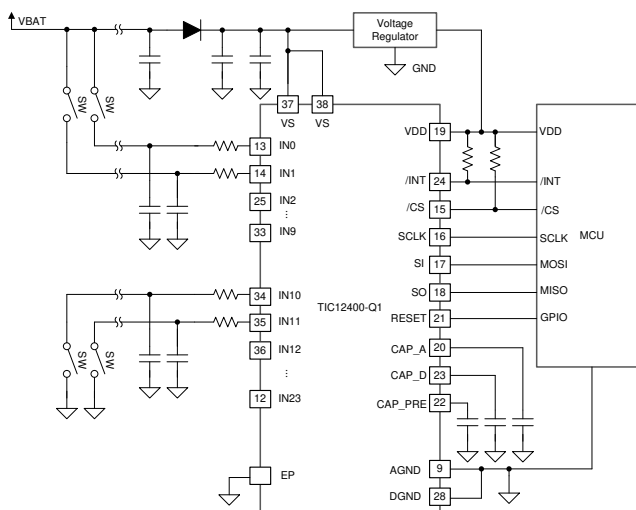 VBAT
Voltage
Regulator
GND
SW
SW
37
38
VS
VS
VDD
19
VDD
13
IN0
14
IN1
/INT
24
/INT
25
IN2
/CS
15
/CS
33
IN9
SCLK
16
SCLK
MCU
SI
17
MOSI
34
IN10
SO
18
MISO
TIC12400-Q1
35
IN11
RESET
21
GPIO
36
IN12
CAP_A
20
SW
SW
CAP_D
23
12
IN23
CAP_PRE
22
EP
AGND
9
DGND
28